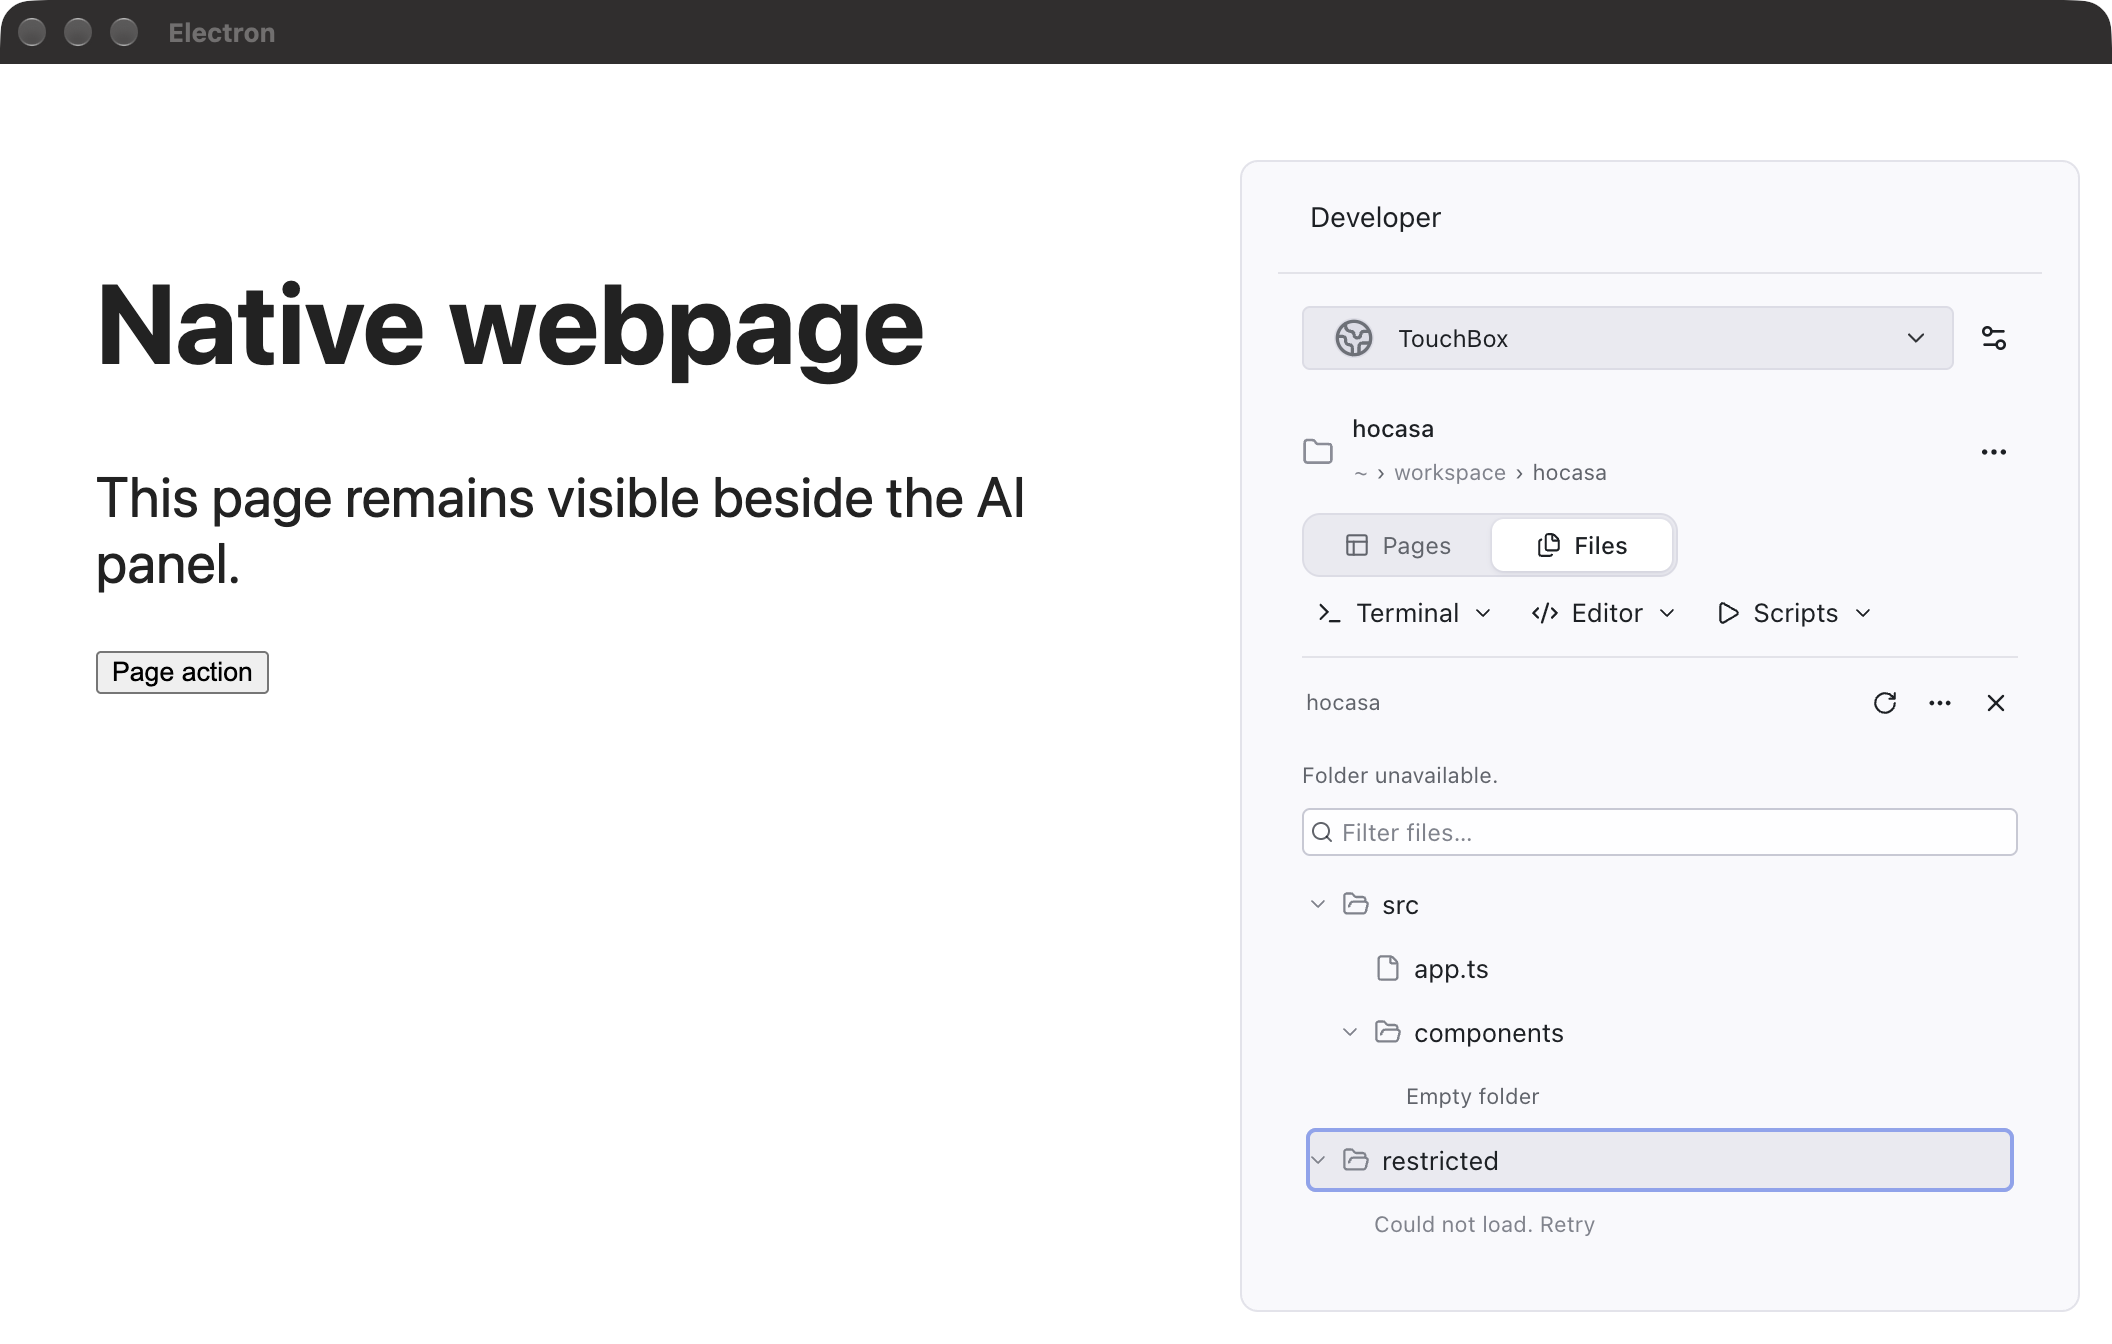 Electron
Native webpage
This page remains visible beside the AI
panel.
Page action
Developer
TouchBox
hocasa
~ › workspace › hocasa
Pages Files
Terminal Editor Scripts
hocasa
Folder unavailable.
Filter files...
src
app.ts
components
Empty folder
restricted
Could not load. Retry